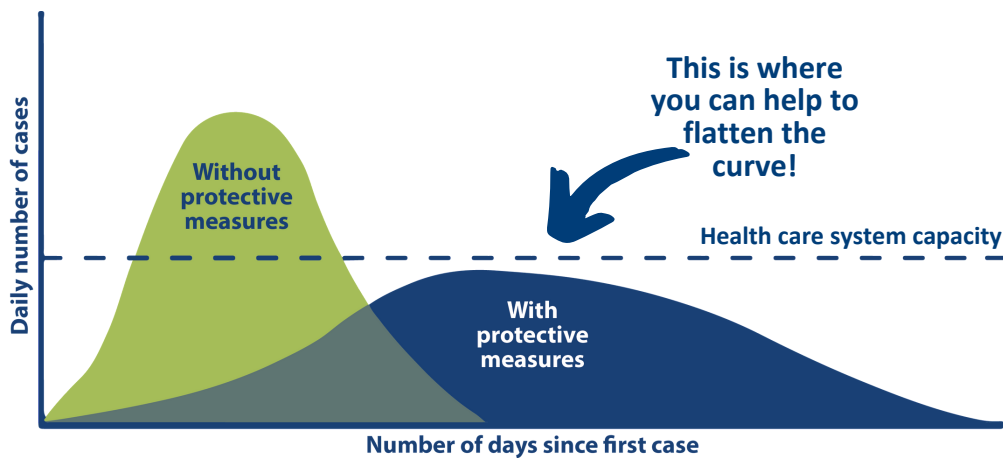 This is where
you can help to
flatten the
curve!
Without
protective
measures
Health care system capacity
With
protective
measures
Daily number of cases
Number of days since first case